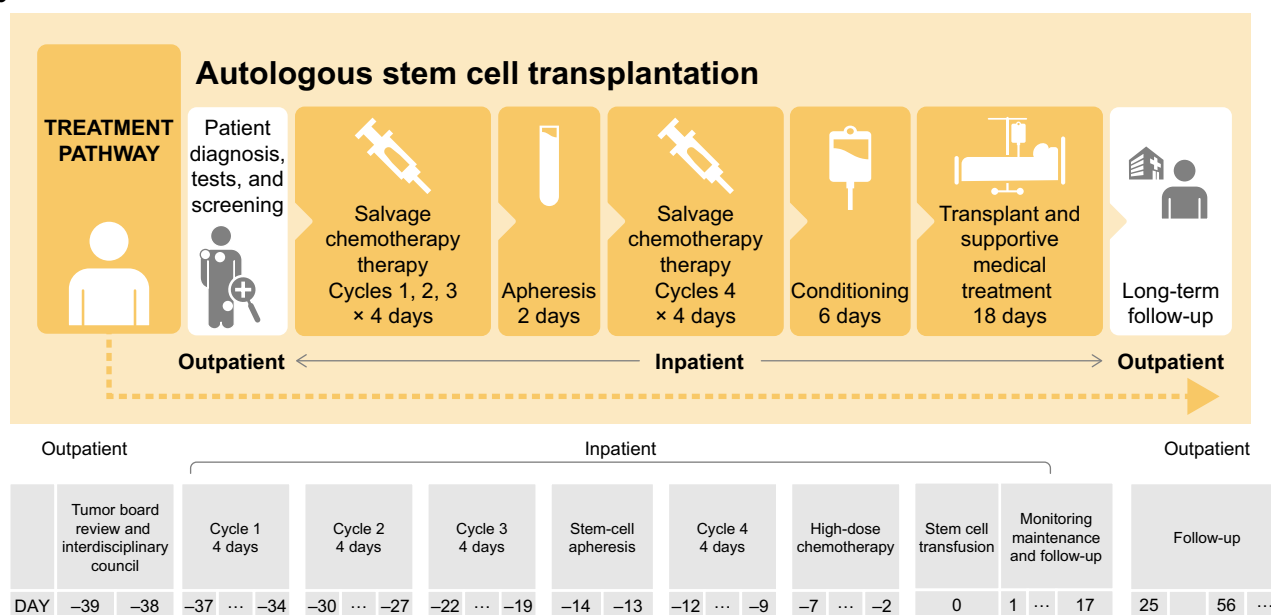 Autologous stem cell transplantation
TREATMENT
PATHWAY
Patient
diagnosis,
tests, and
screening
Salvage
chemotherapy
therapy
Cycles 1, 2, 3
× 4 days
Apheresis
2 days
Salvage
chemotherapy
therapy
Cycles 4
× 4 days
Conditioning
6 days
Transplant and
supportive
medical
treatment
18 days
Long-term
follow-up
Outpatient
Inpatient
Outpatient
Outpatient
Inpatient
Outpatient
Tumor board
review and
interdisciplinary
council
Cycle 1
4 days
Cycle 2
4 days
Cycle 3
4 days
Stem-cell
apheresis
Cycle 4
4 days
High-dose
chemotherapy
Stem cell
transfusion
Monitoring
maintenance
and follow-up
Follow-up
DAY –39 –38 –37 ··· –34 –30 ··· –27 –22 ··· –19 –14 –13 –12 ··· –9 –7 ··· –2 0 1 ··· 17 25 56 ···